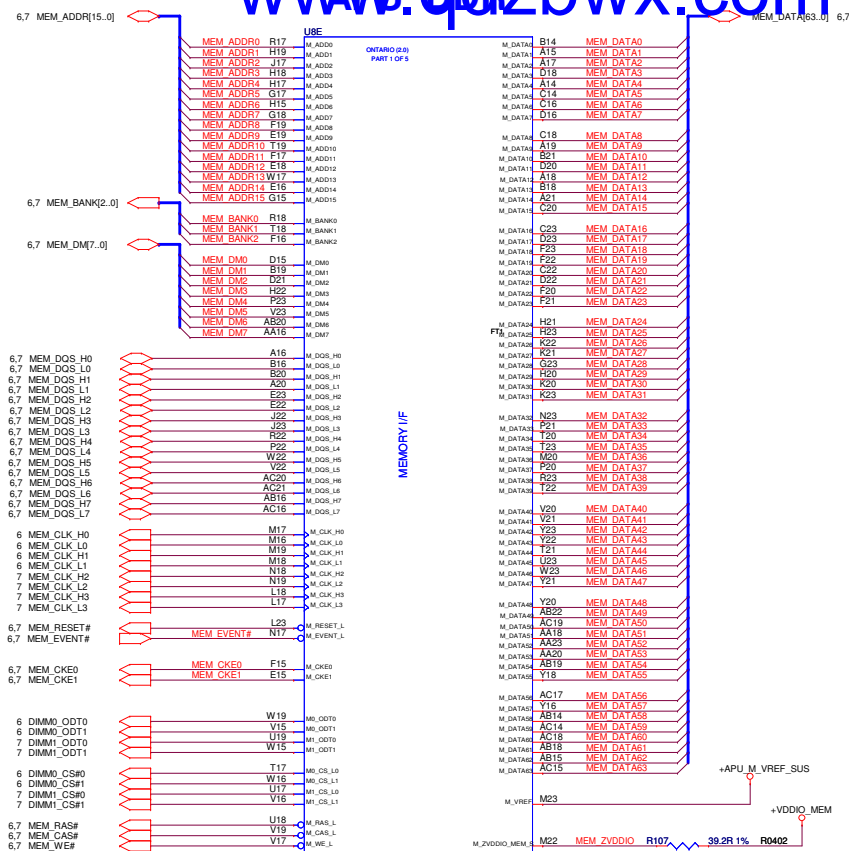 6,7 MEM_ADDR[15..0]
MEM_DATA[63..0] 6,7
U8E
ONTARIO (2.0)
PART 1 OF 5
MEM_ADDR0 R17 M_ADD0
MEM_ADDR1 H19 M_ADD1
MEM_ADDR2 J17 M_ADD2
MEM_ADDR3 H18 M_ADD3
MEM_ADDR4 H17 M_ADD4
MEM_ADDR5 G17 M_ADD5
MEM_ADDR6 H15 M_ADD6
MEM_ADDR7 G18 M_ADD7
MEM_ADDR8 F19 M_ADD8
MEM_ADDR9 E19 M_ADD9
MEM_ADDR10 T19 M_ADD10
MEM_ADDR11 F17 M_ADD11
MEM_ADDR12 E18 M_ADD12
MEM_ADDR13 W17 M_ADD13
MEM_ADDR14 E16 M_ADD14
MEM_ADDR15 G15 M_ADD15
6,7 MEM_BANK[2..0]
MEM_BANK0 R18 M_BANK0
MEM_BANK1 T18 M_BANK1
MEM_BANK2 F16 M_BANK2
6,7 MEM_DM[7..0]
MEM_DM0 D15 M_DM0
MEM_DM1 B19 M_DM1
MEM_DM2 D21 M_DM2
MEM_DM3 H22 M_DM3
MEM_DM4 P23 M_DM4
MEM_DM5 V23 M_DM5
MEM_DM6 AB20 M_DM6
MEM_DM7 AA16 M_DM7
6,7 MEM_DQS_H0 A16 M_DQS_H0
6,7 MEM_DQS_L0 B16 M_DQS_L0
6,7 MEM_DQS_H1 B20 M_DQS_H1
6,7 MEM_DQS_L1 A20 M_DQS_L1
6,7 MEM_DQS_H2 E23 M_DQS_H2
6,7 MEM_DQS_L2 E22 M_DQS_L2
6,7 MEM_DQS_H3 J22 M_DQS_H3
6,7 MEM_DQS_L3 J23 M_DQS_L3
6,7 MEM_DQS_H4 R22 M_DQS_H4
6,7 MEM_DQS_L4 P22 M_DQS_L4
6,7 MEM_DQS_H5 W22 M_DQS_H5
6,7 MEM_DQS_L5 V22 M_DQS_L5
6,7 MEM_DQS_H6 AC20 M_DQS_H6
6,7 MEM_DQS_L6 AC21 M_DQS_L6
6,7 MEM_DQS_H7 AB16 M_DQS_H7
6,7 MEM_DQS_L7 AC16 M_DQS_L7
6 MEM_CLK_H0 M17 M_CLK_H0
6 MEM_CLK_L0 M16 M_CLK_L0
6 MEM_CLK_H1 M19 M_CLK_H1
6 MEM_CLK_L1 M18 M_CLK_L1
7 MEM_CLK_H2 N18 M_CLK_H2
7 MEM_CLK_L2 N19 M_CLK_L2
7 MEM_CLK_H3 L18 M_CLK_H3
7 MEM_CLK_L3 L17 M_CLK_L3
6,7 MEM_RESET# L23 M_RESET_L
6,7 MEM_EVENT# MEM_EVENT# N17 M_EVENT_L
6,7 MEM_CKE0 MEM_CKE0 F15 M_CKE0
6,7 MEM_CKE1 MEM_CKE1 E15 M_CKE1
6 DIMM0_ODT0 W19 M0_ODT0
6 DIMM0_ODT1 V15 M0_ODT1
7 DIMM1_ODT0 U19 M1_ODT0
7 DIMM1_ODT1 W15 M1_ODT1
6 DIMM0_CS#0 T17 M0_CS_L0
6 DIMM0_CS#1 W16 M0_CS_L1
7 DIMM1_CS#0 U17 M1_CS_L0
7 DIMM1_CS#1 V16 M1_CS_L1
6,7 MEM_RAS# U18 M_RAS_L
6,7 MEM_CAS# V19 M_CAS_L
6,7 MEM_WE# V17 M_WE_L
MEMORY I/F
M_DATA0 B14 MEM_DATA0
M_DATA1 A15 MEM_DATA1
M_DATA2 A17 MEM_DATA2
M_DATA3 D18 MEM_DATA3
M_DATA4 A14 MEM_DATA4
M_DATA5 C14 MEM_DATA5
M_DATA6 C16 MEM_DATA6
M_DATA7 D16 MEM_DATA7
M_DATA8 C18 MEM_DATA8
M_DATA9 A19 MEM_DATA9
M_DATA10 B21 MEM_DATA10
M_DATA11 D20 MEM_DATA11
M_DATA12 A18 MEM_DATA12
M_DATA13 B18 MEM_DATA13
M_DATA14 A21 MEM_DATA14
M_DATA15 C20 MEM_DATA15
M_DATA16 C23 MEM_DATA16
M_DATA17 D23 MEM_DATA17
M_DATA18 F23 MEM_DATA18
M_DATA19 F22 MEM_DATA19
M_DATA20 C22 MEM_DATA20
M_DATA21 D22 MEM_DATA21
M_DATA22 F20 MEM_DATA22
M_DATA23 F21 MEM_DATA23
FT1
M_DATA24 H21 MEM_DATA24
M_DATA25 H23 MEM_DATA25
M_DATA26 K22 MEM_DATA26
M_DATA27 K21 MEM_DATA27
M_DATA28 G23 MEM_DATA28
M_DATA29 H20 MEM_DATA29
M_DATA30 K20 MEM_DATA30
M_DATA31 K23 MEM_DATA31
M_DATA32 N23 MEM_DATA32
M_DATA33 P21 MEM_DATA33
M_DATA34 T20 MEM_DATA34
M_DATA35 T23 MEM_DATA35
M_DATA36 M20 MEM_DATA36
M_DATA37 P20 MEM_DATA37
M_DATA38 R23 MEM_DATA38
M_DATA39 T22 MEM_DATA39
M_DATA40 V20 MEM_DATA40
M_DATA41 V21 MEM_DATA41
M_DATA42 Y23 MEM_DATA42
M_DATA43 Y22 MEM_DATA43
M_DATA44 T21 MEM_DATA44
M_DATA45 U23 MEM_DATA45
M_DATA46 W23 MEM_DATA46
M_DATA47 Y21 MEM_DATA47
M_DATA48 Y20 MEM_DATA48
M_DATA49 AB22 MEM_DATA49
M_DATA50 AC19 MEM_DATA50
M_DATA51 AA18 MEM_DATA51
M_DATA52 AA23 MEM_DATA52
M_DATA53 AA20 MEM_DATA53
M_DATA54 AB19 MEM_DATA54
M_DATA55 Y18 MEM_DATA55
M_DATA56 AC17 MEM_DATA56
M_DATA57 Y16 MEM_DATA57
M_DATA58 AB14 MEM_DATA58
M_DATA59 AC14 MEM_DATA59
M_DATA60 AC18 MEM_DATA60
M_DATA61 AB18 MEM_DATA61
M_DATA62 AB15 MEM_DATA62
M_DATA63 AC15 MEM_DATA63
+APU_M_VREF_SUS
M_VREF M23
+VDDIO_MEM
M_ZVDDIO_MEM_S M22 MEM_ZVDDIO R107 39.2R 1% R0402